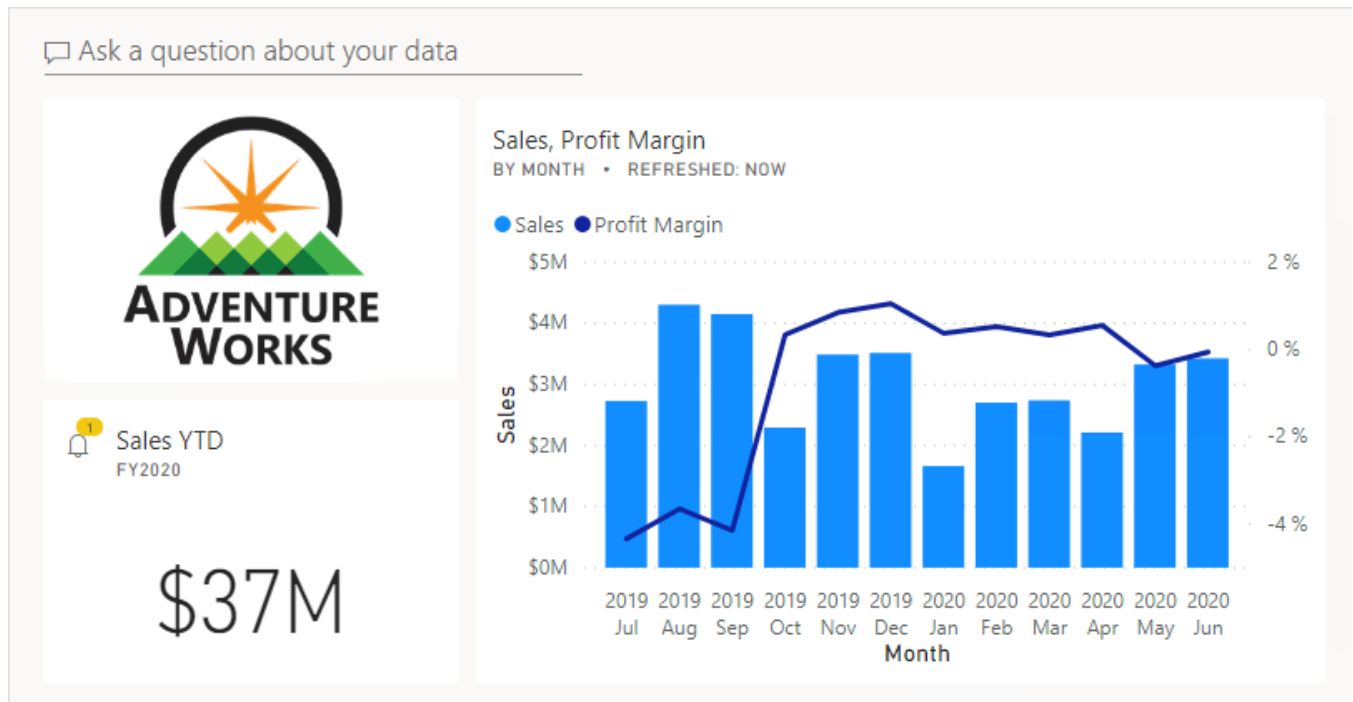 Ask a question about your data
ADVENTURE
WORKS
1
Sales YTD
FY2020
$37M
Sales, Profit Margin
BY MONTH • REFRESHED: NOW
Sales Profit Margin
$5M 2 %
$4M
0 %
$3M
$2M -2 %
$1M
-4 %
$0M
Sales
2019 2019 2019 2019 2019 2019 2020 2020 2020 2020 2020 2020
Jul Aug Sep Oct Nov Dec Jan Feb Mar Apr May Jun
Month